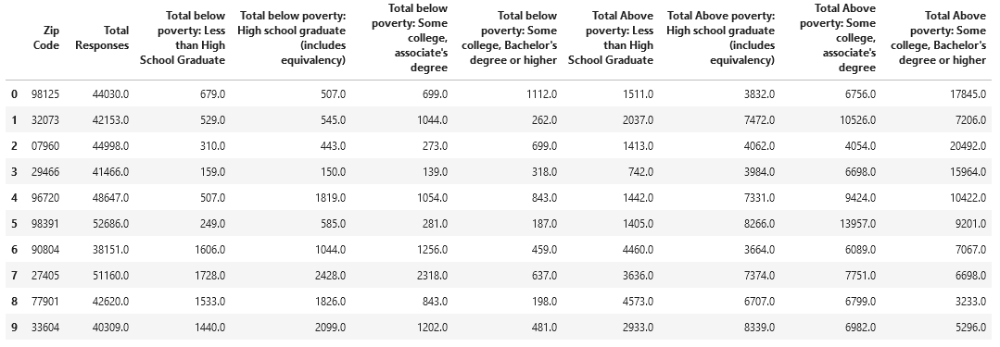 Zip Code Total Responses Total below poverty: Less than High School Graduate Total below poverty: High school graduate (includes equivalency) Total below poverty: Some college, associate's degree Total below poverty: Some college, Bachelor's degree or higher Total Above poverty: Less than High School Graduate Total Above poverty: High school graduate (includes equivalency) Total Above poverty: Some college, associate's degree Total Above poverty: Some college, Bachelor's degree or higher
0 98125 44030.0 679.0 507.0 699.0 1112.0 1511.0 3832.0 6756.0 17845.0
1 32073 42153.0 529.0 545.0 1044.0 262.0 2037.0 7472.0 10526.0 7206.0
2 07960 44998.0 310.0 443.0 273.0 699.0 1413.0 4062.0 4054.0 20492.0
3 29466 41466.0 159.0 150.0 139.0 318.0 742.0 3984.0 6698.0 15964.0
4 96720 48647.0 507.0 1819.0 1054.0 843.0 1442.0 7331.0 9424.0 10422.0
5 98391 52686.0 249.0 585.0 281.0 187.0 1405.0 8266.0 13957.0 9201.0
6 90804 38151.0 1606.0 1044.0 1256.0 459.0 4460.0 3664.0 6089.0 7067.0
7 27405 51160.0 1728.0 2428.0 2318.0 637.0 3636.0 7374.0 7751.0 6698.0
8 77901 42620.0 1533.0 1826.0 843.0 198.0 4573.0 6707.0 6799.0 3233.0
9 33604 40309.0 1440.0 2099.0 1202.0 481.0 2933.0 8339.0 6982.0 5296.0